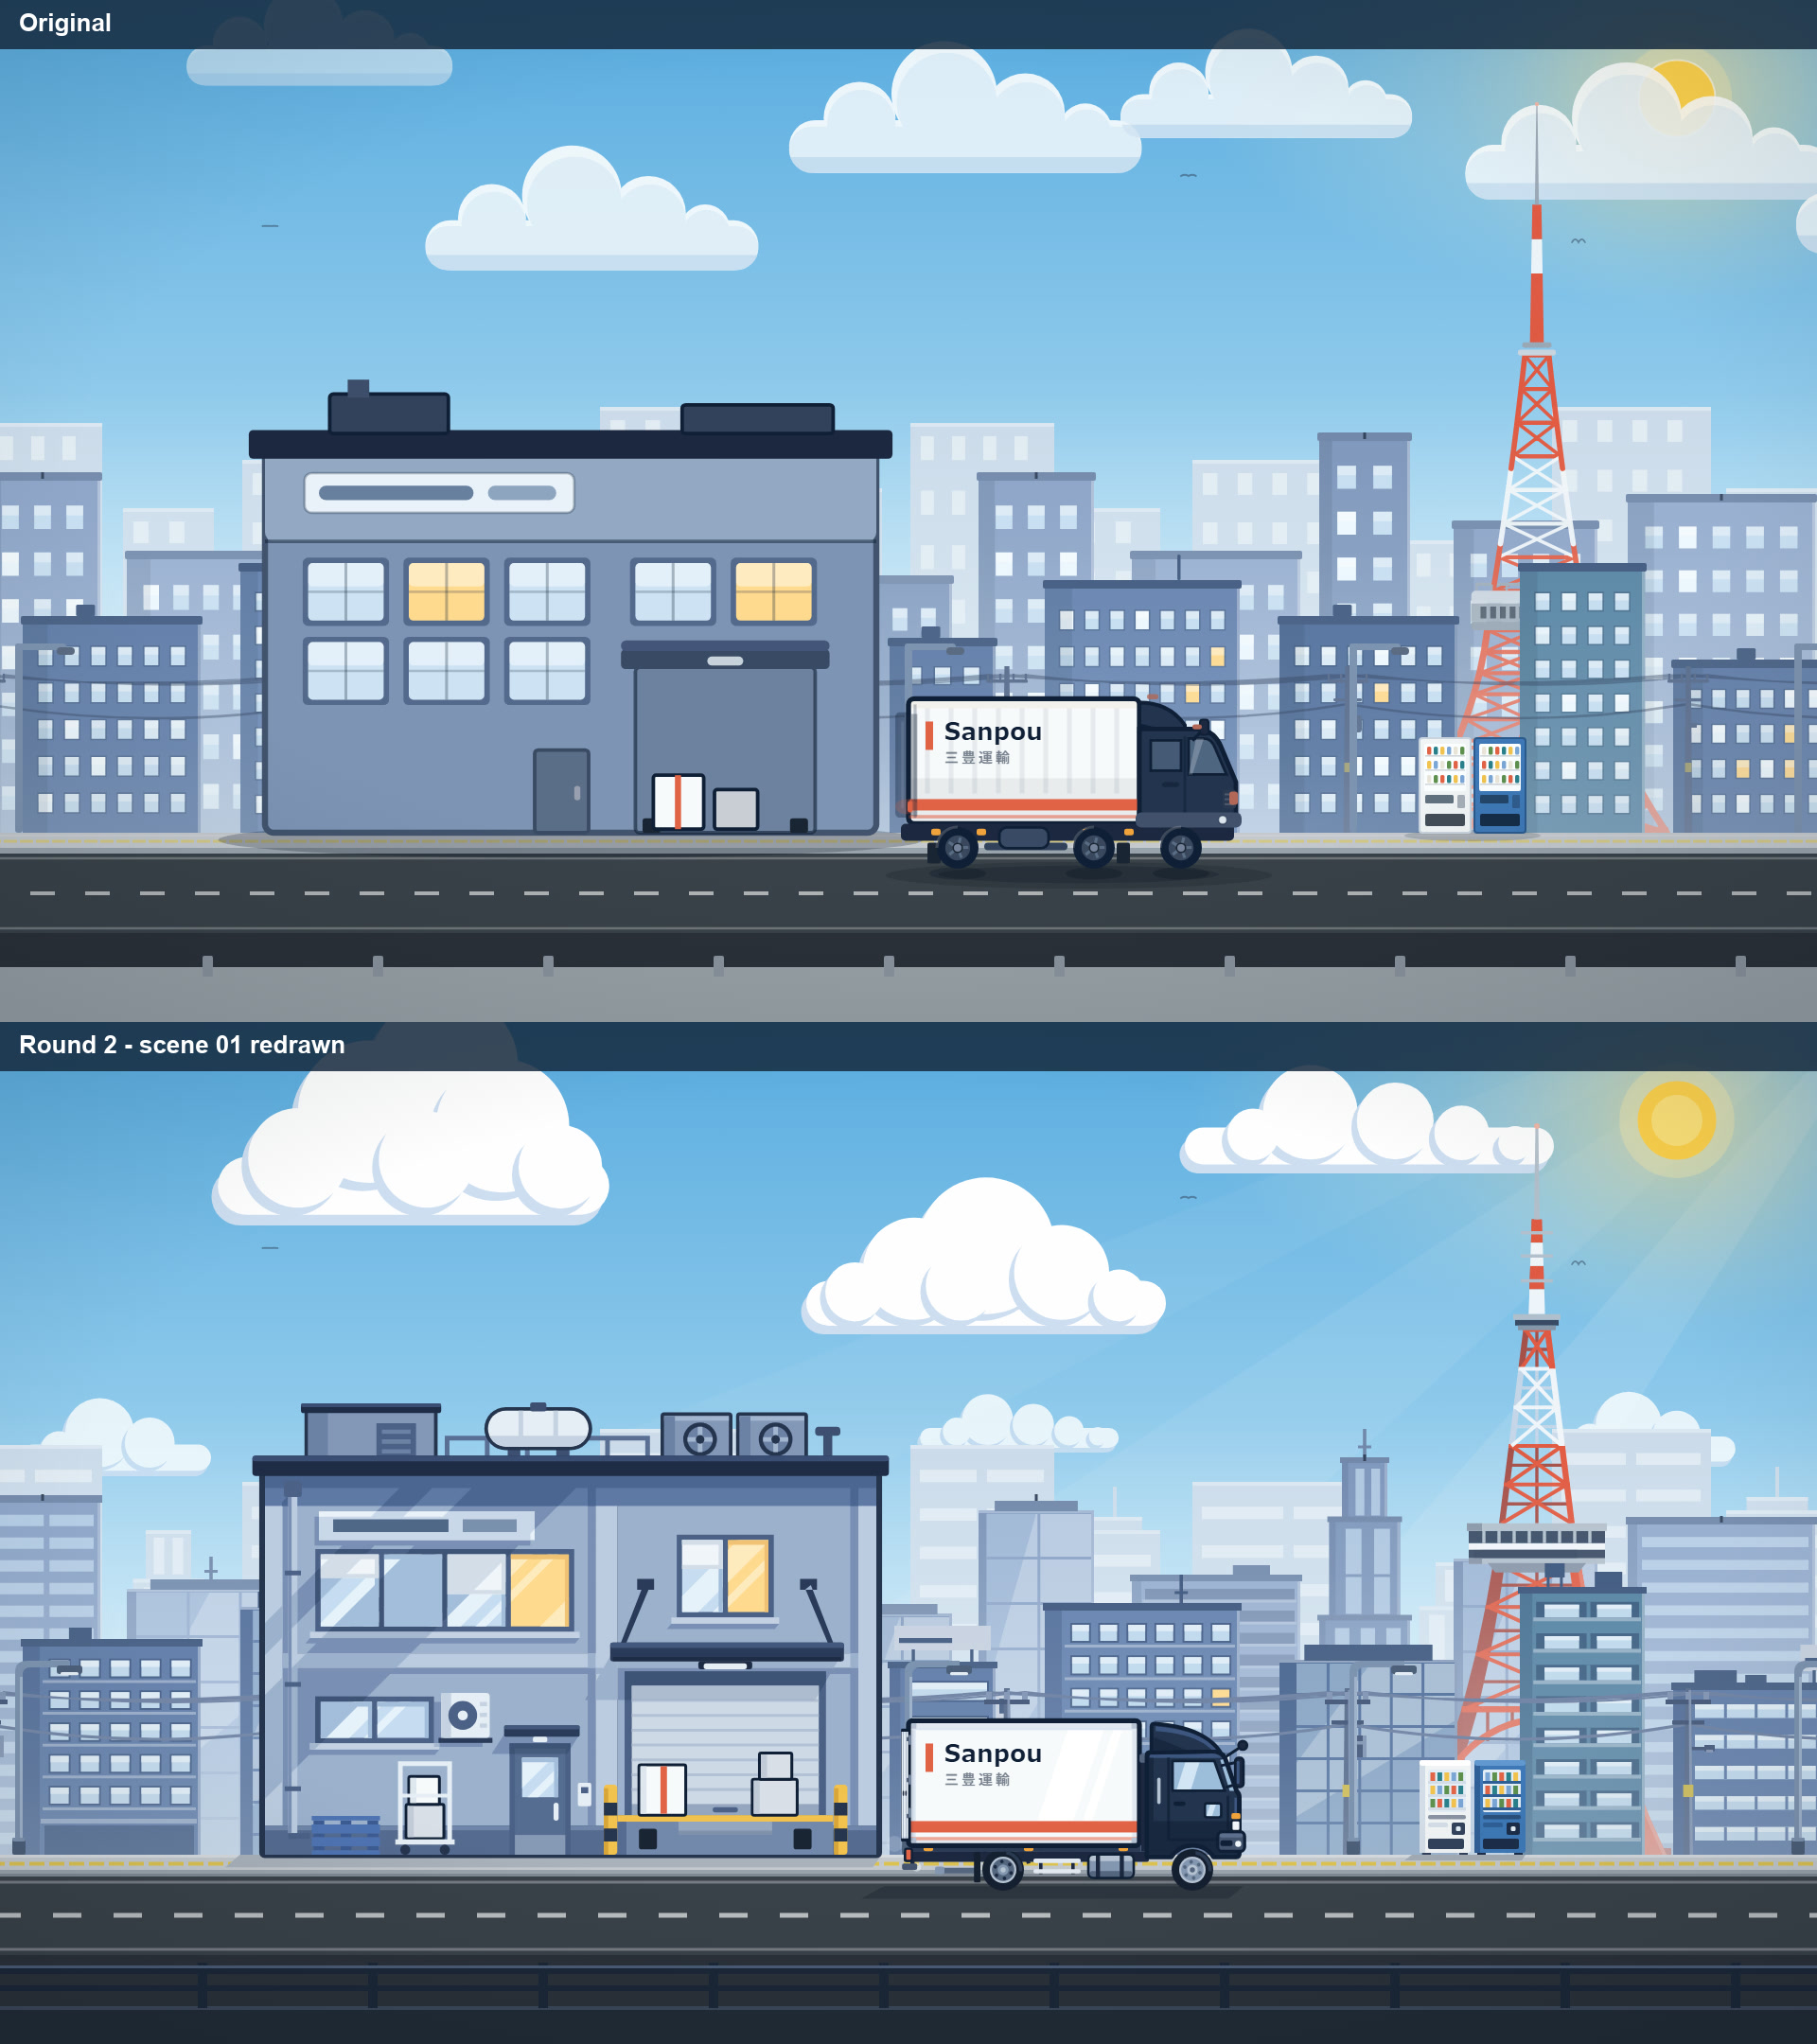 Original
Sanpou
三豊運輸
Round 2 - scene 01 redrawn
Sanpou
三豊運輸